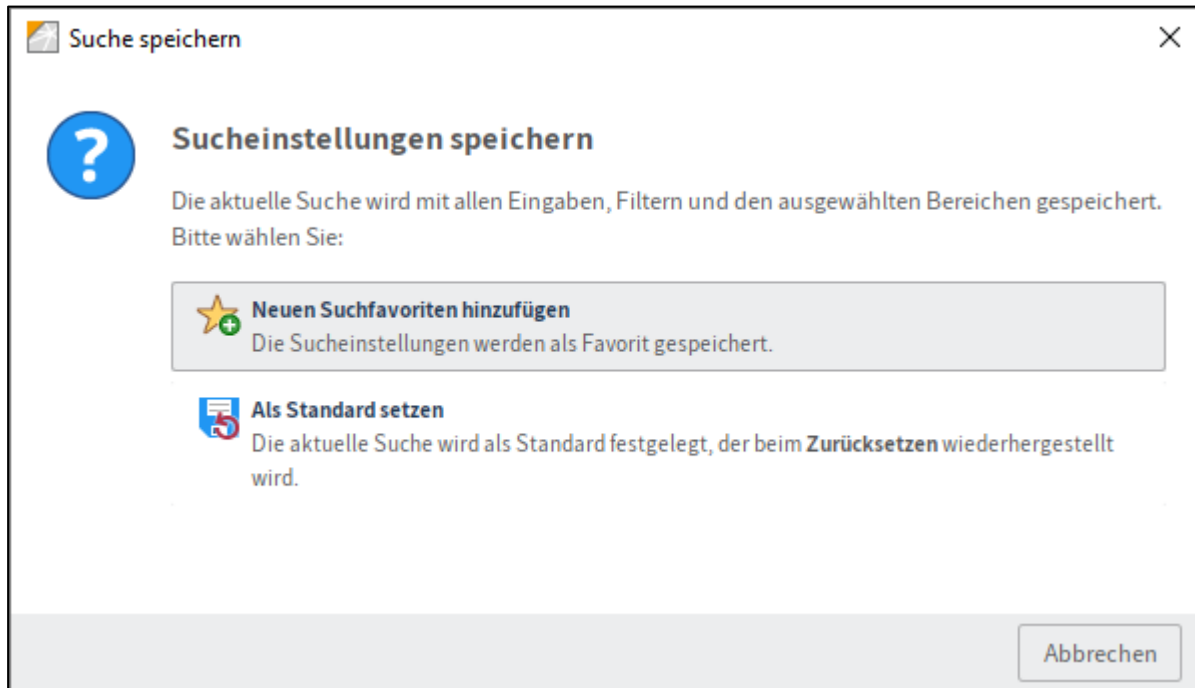 Suche speichern
Sucheinstellungen speichern
Die aktuelle Suche wird mit allen Eingaben, Filtern und den ausgewählten Bereichen gespeichert.
Bitte wählen Sie:
Neuen Suchfavoriten hinzufügen
Die Sucheinstellungen werden als Favorit gespeichert.
Als Standard setzen
Die aktuelle Suche wird als Standard festgelegt, der beim Zurücksetzen wiederhergestellt
wird.
Abbrechen